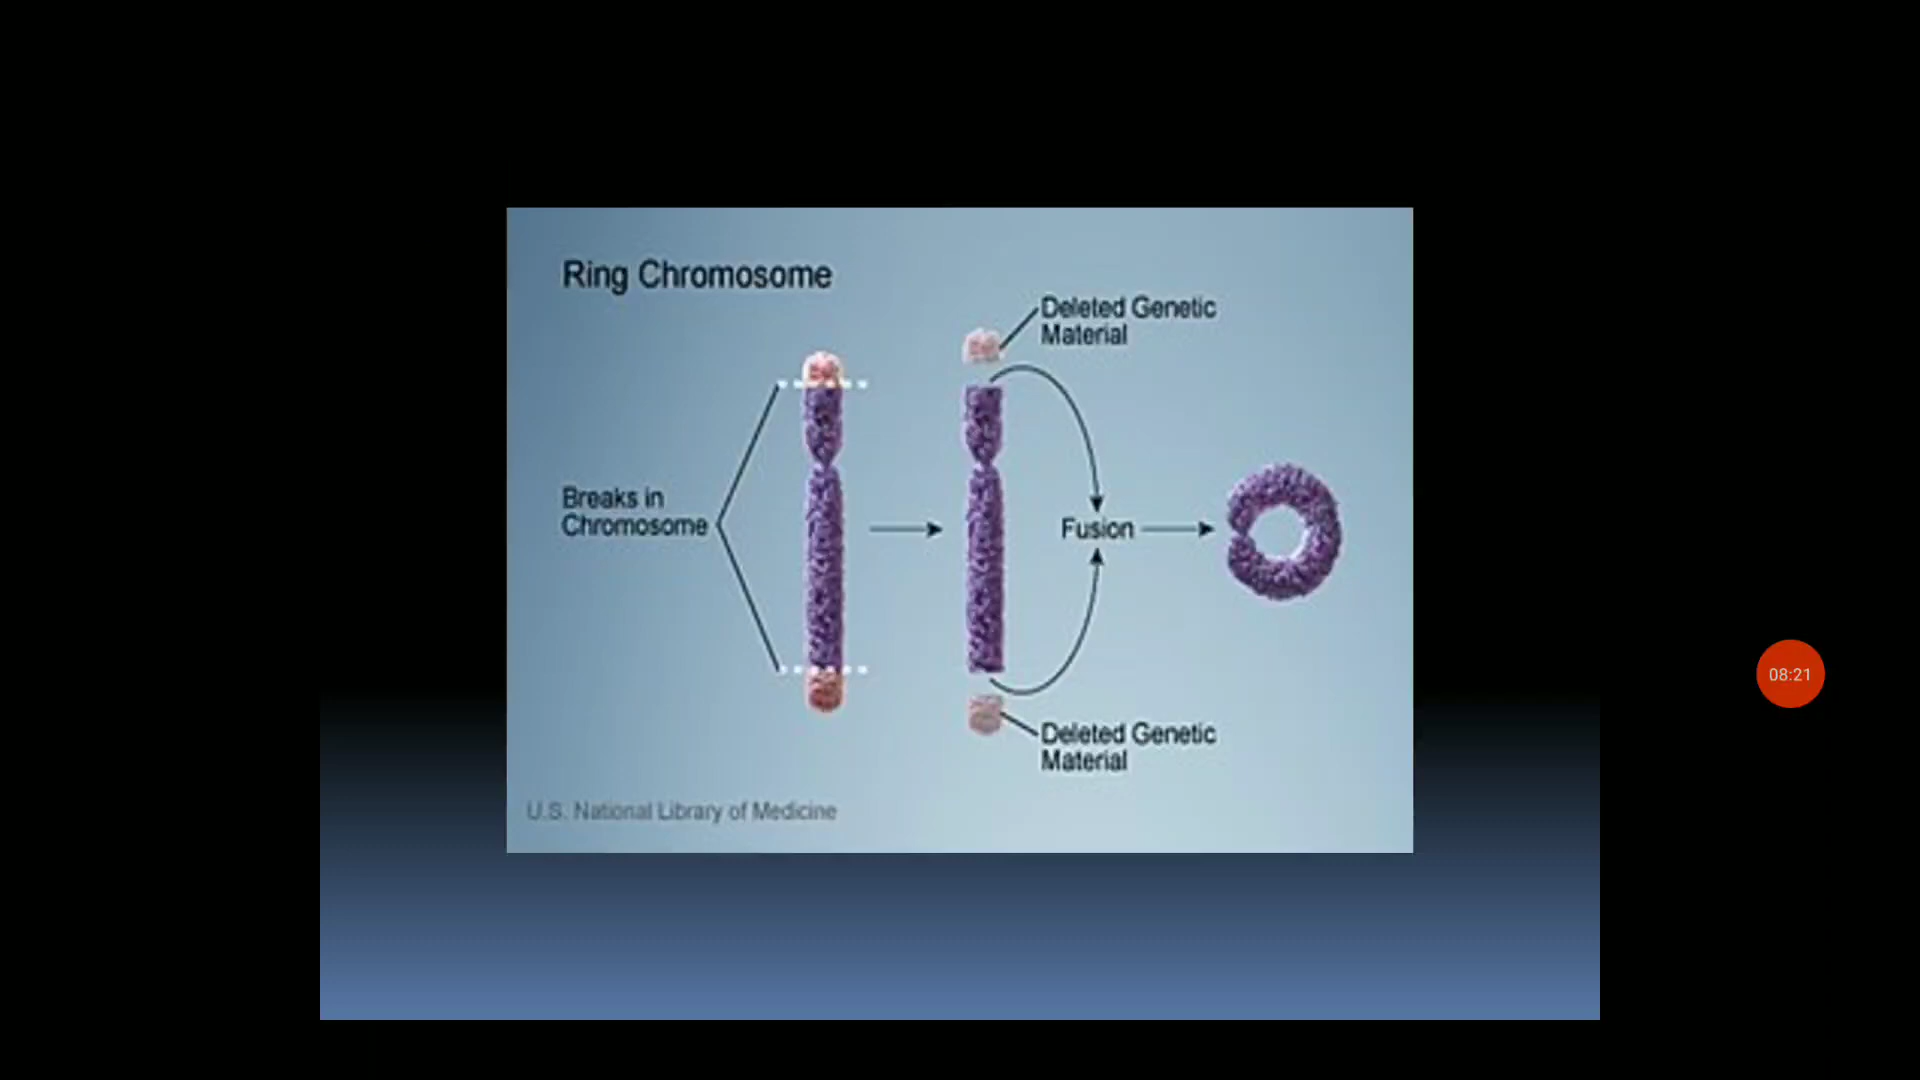 Ring Chromosome
Deleted Genetic
Material
Breaks in
Chromosome
Fusion
08:21
Deleted Genetic
Material
U.S. National Library of Medicine